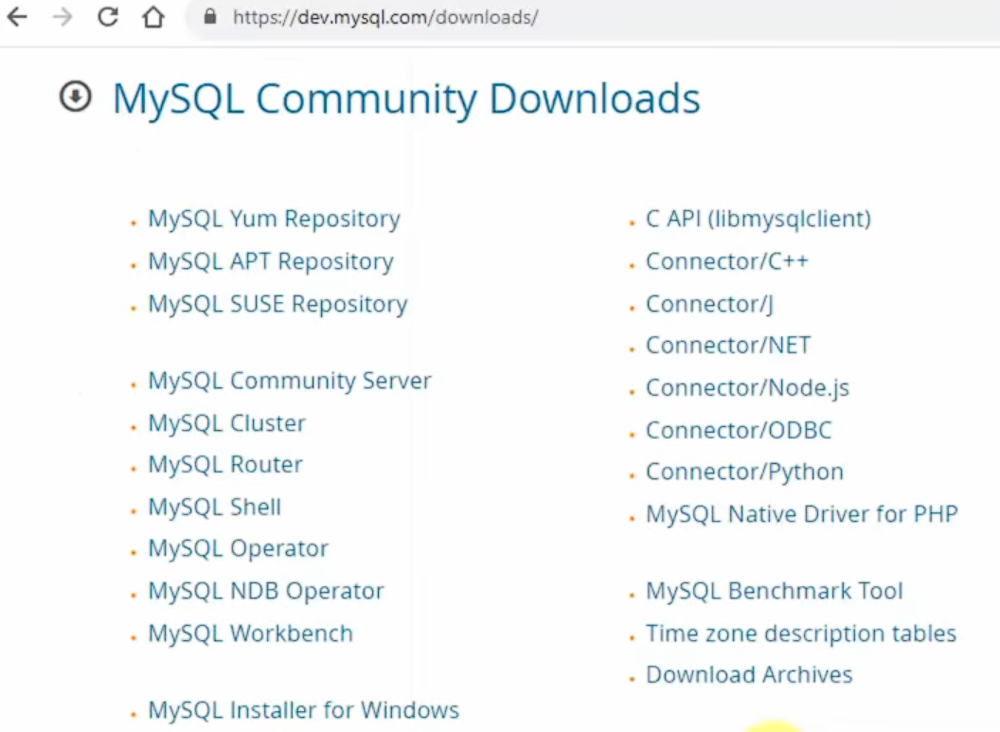 https://dev.mysql.com/downloads/
MySQL Community Downloads
MySQL Yum Repository
MySQL APT Repository
MySQL SUSE Repository
MySQL Community Server
MySQL Cluster
MySQL Router
MySQL Shell
MySQL Operator
MySQL NDB Operator
MySQL Workbench
MySQL Installer for Windows
C API (libmysqlclient)
Connector/C++
Connector/J
Connector/NET
Connector/Node.js
Connector/ODBC
Connector/Python
MySQL Native Driver for PHP
MySQL Benchmark Tool
Time zone description tables
Download Archives